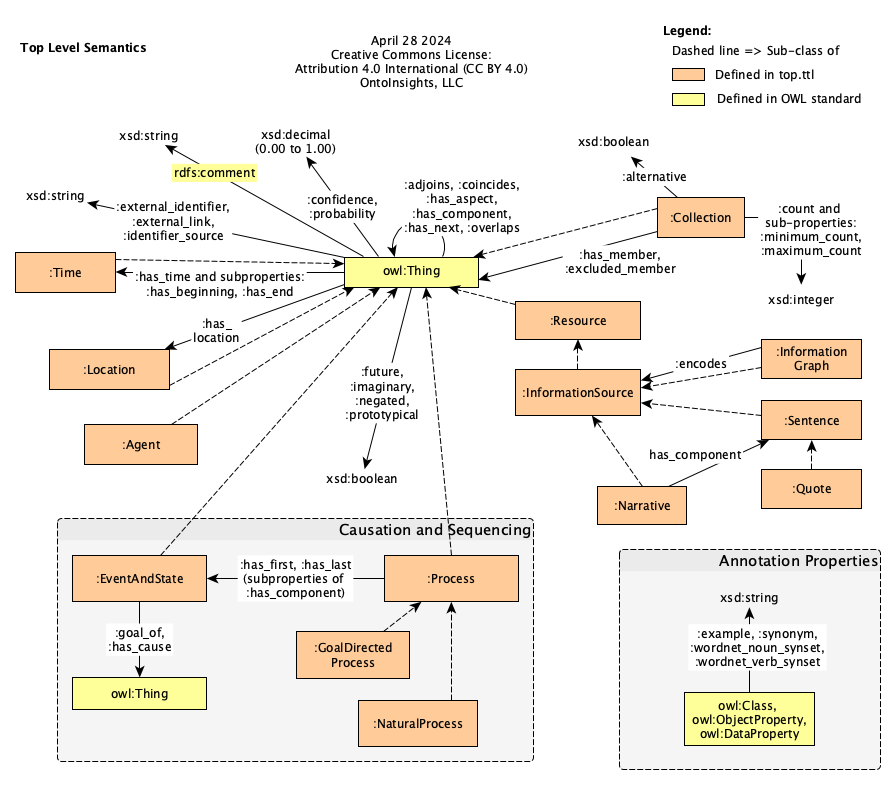 Top Level Semantics
April 28 2024
Creative Commons License:
Attribution 4.0 International (CC BY 4.0)
OntoInsights, LLC
Legend:
Dashed line => Sub-class of
Defined in top.ttl
Defined in OWL standard
xsd:string
rdfs:comment
xsd:decimal
(0.00 to 1.00)
:confidence,
:probability
xsd:string
:external_identifier,
:external_link,
:identifier_source
:adjoins, :coincides,
:has_aspect,
:has_component,
:has_next, :overlaps
xsd:boolean
:alternative
:Collection
:count and
sub-properties:
:minimum_count,
:maximum_count
xsd:integer
:has_member,
:excluded_member
:Time
:has_time and subproperties:
:has_beginning, :has_end
owl:Thing
:has_
location
:Location
:Agent
:future,
:imaginary,
:negated,
:prototypical
xsd:boolean
:Resource
:InformationSource
:encodes
:Information
Graph
:Sentence
has_component
:Quote
:Narrative
Causation and Sequencing
:EventAndState
:has_first, :has_last
(subproperties of
:has_component)
:Process
:goal_of,
:has_cause
owl:Thing
:GoalDirected
Process
:NaturalProcess
Annotation Properties
xsd:string
:example, :synonym,
:wordnet_noun_synset,
:wordnet_verb_synset
owl:Class,
owl:ObjectProperty,
owl:DataProperty